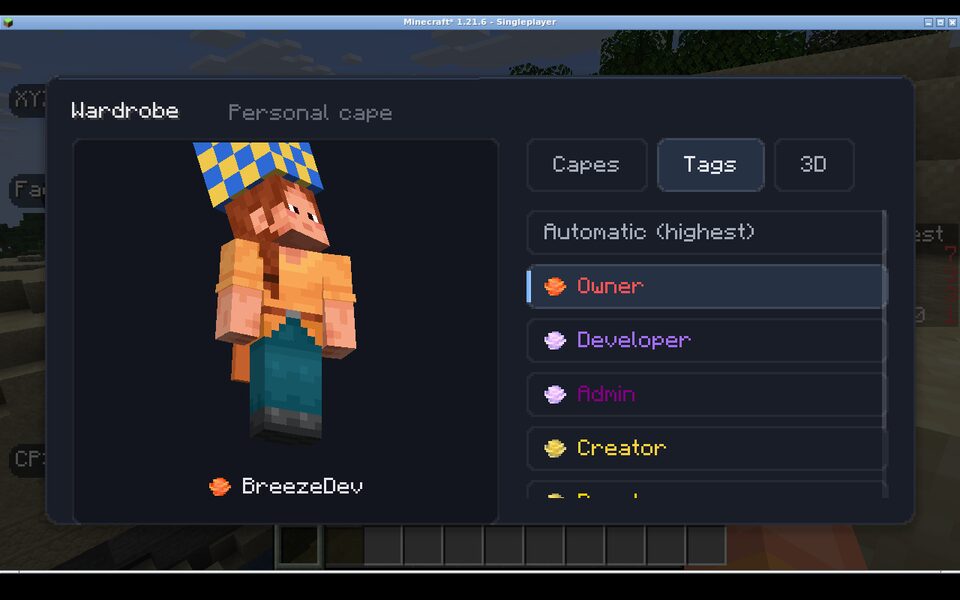 Minecraft* 1.21.6 - Singleplayer
Wardrobe
Personal cape
Capes
Tags
3D
Automatic (highest)
Owner
Developer
Admin
Creator
BreezeDev